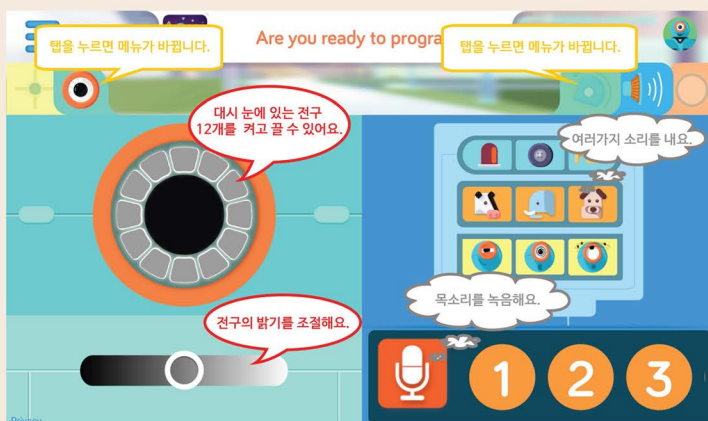 Are you ready to progra
탭을 누르면 메뉴가 바뀝니다.
탭을 누르면 메뉴가 바뀝니다.
대시 눈에 있는 전구
12개를 켜고 끌 수 있어요.
여러가지 소리를 내요.
목소리를 녹음해요.
전구의 밝기를 조절해요.
1 2 3
Privacy